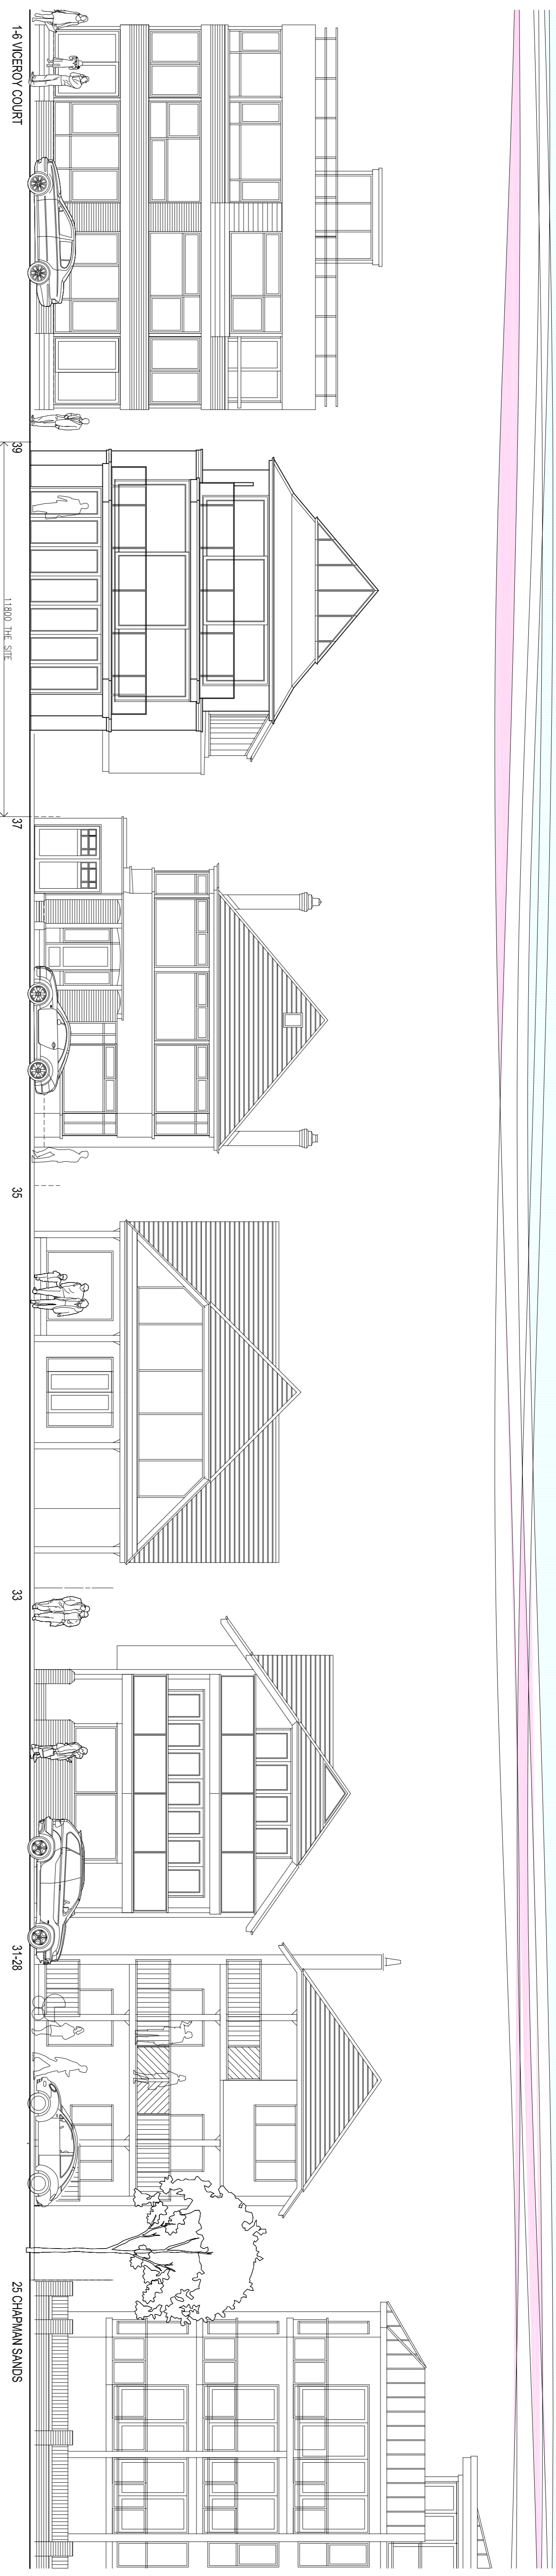 1-6 VICEROY COURT
39
11800 THE SITE
37
35
33
31-28
25 CHAPMAN SANDS